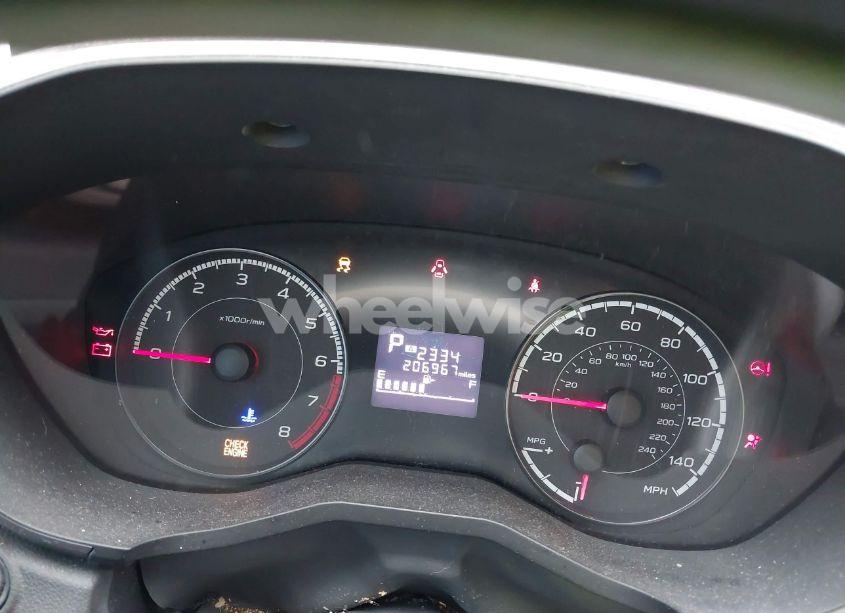 wheelwise
0 1 2 3 4 5 6 7 8
x1000r/min
CHECK
ENGINE
P A 2334
206967 miles
E F
0 20 40 60 80 100 120 140
MPH
20 40 60 80 100 120 140 160 180 200 220 240
km/h
MPG
+
-